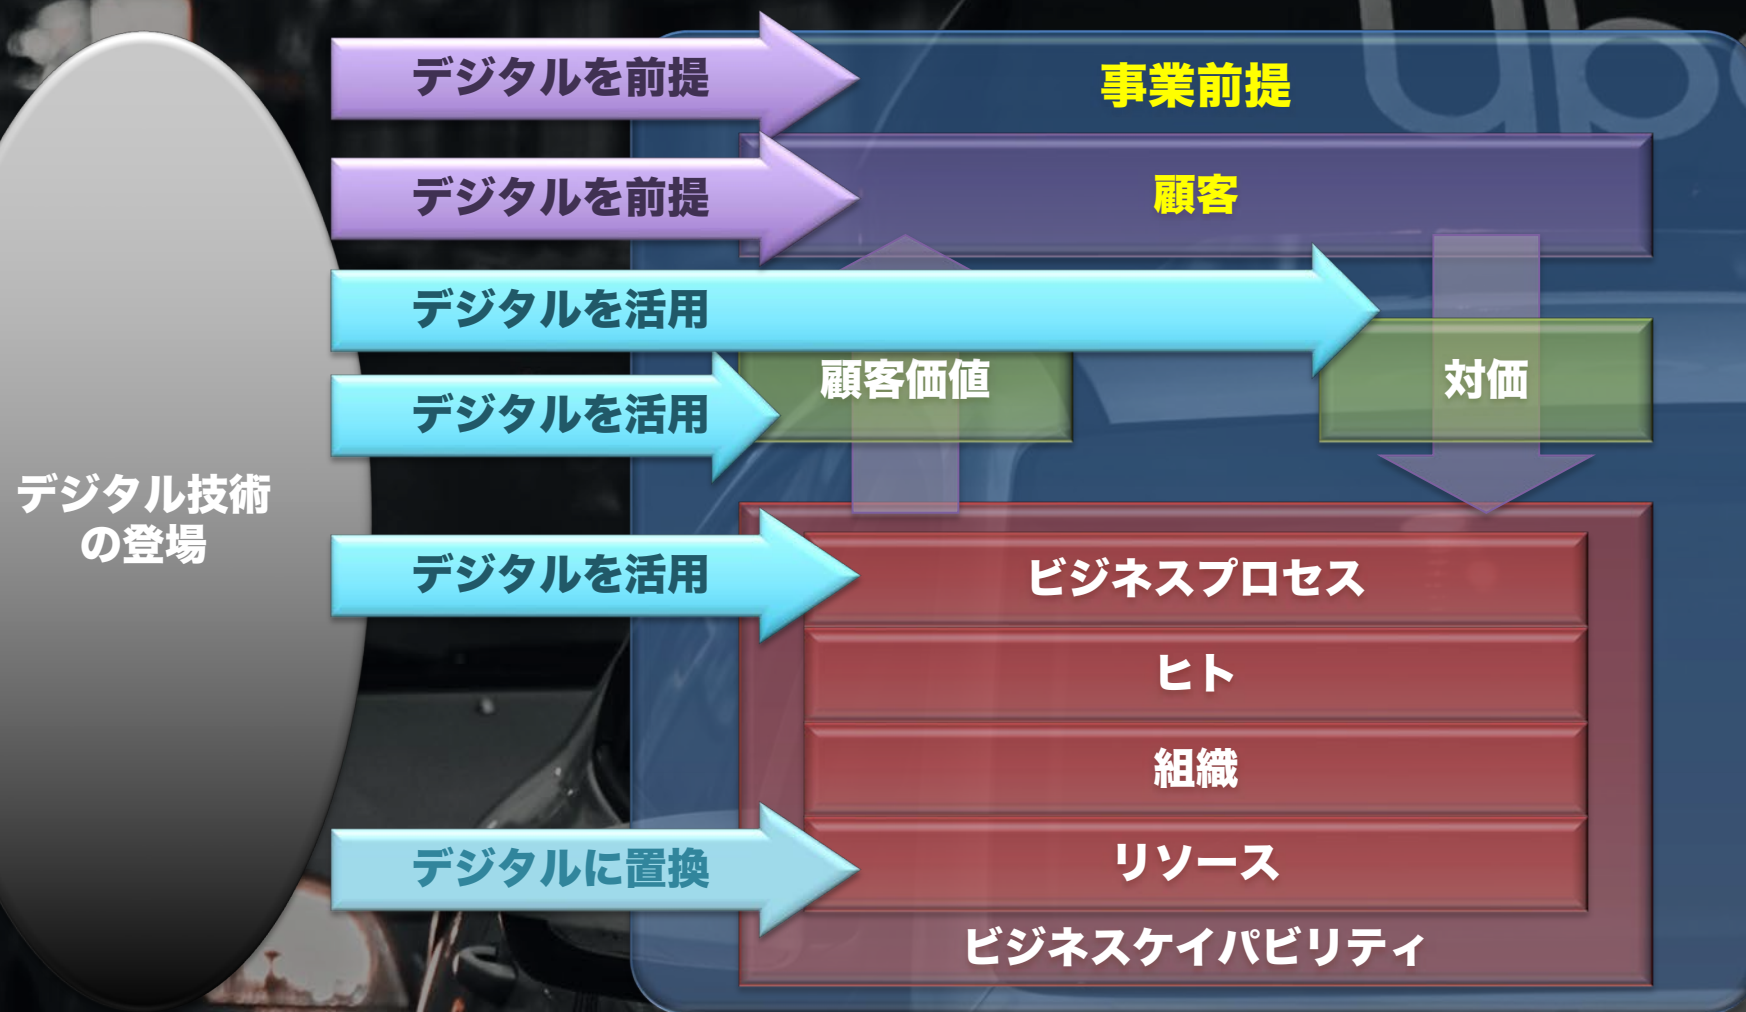 デジタルを前提
事業前提
デジタルを前提
顧客
デジタルを活用
顧客価値
対価
デジタルを活用
デジタル技術
の登場
デジタルを活用
ビジネスプロセス
ヒト
組織
デジタルに置換
リソース
ビジネスケイパビリティ